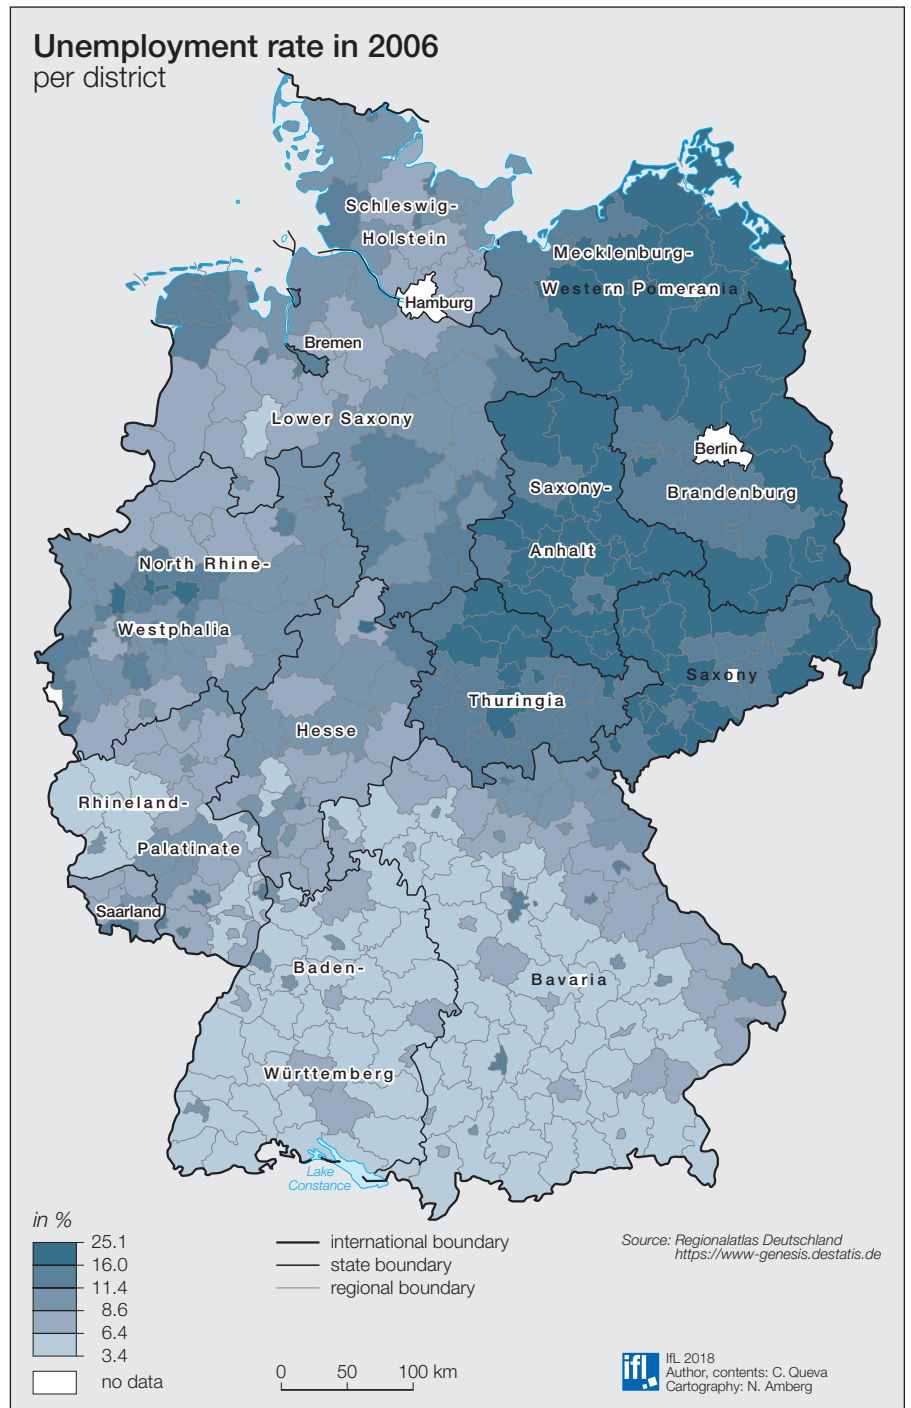 Unemployment rate in 2006
per district
Schleswig-
Holstein
Mecklenburg-
Western Pomerania
Hamburg
Bremen
Lower Saxony
Berlin
Saxony-
Brandenburg
Anhalt
North Rhine-
Westphalia
Saxony
Thuringia
Hesse
Rhineland-
Palatinate
Saarland
Baden-
Bavaria
Württemberg
Lake
Constance
in %
25.1
16.0
11.4
8.6
6.4
3.4
no data
international boundary
state boundary
regional boundary
0 50 100 km
Source: Regionalatlas Deutschland
https://www-genesis.destatis.de
ifl
IfL 2018
Author, contents: C. Queva
Cartography: N. Amberg